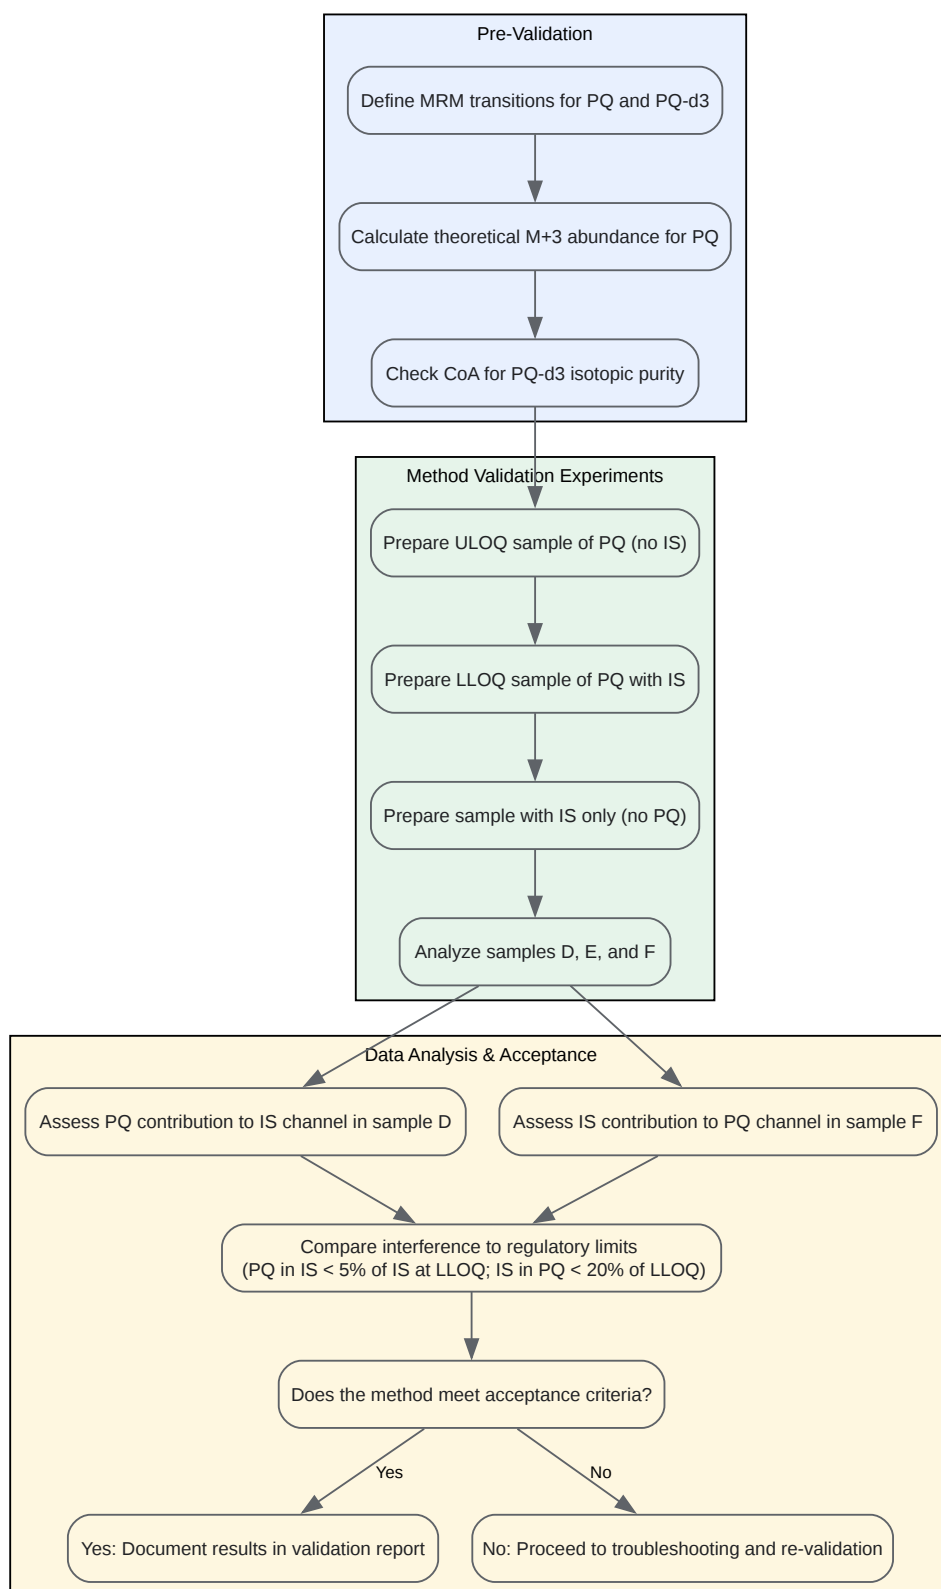 Pre-Validation
Define MRM transitions for PQ and PQ-d3
Calculate theoretical M+3 abundance for PQ
Check CoA for PQ-d3 isotopic purity
Method Validation Experiments
Prepare ULOQ sample of PQ (no IS)
Prepare LLOQ sample of PQ with IS
Prepare sample with IS only (no PQ)
Analyze samples D, E, and F
Data Analysis & Acceptance
Assess PQ contribution to IS channel in sample D
Assess IS contribution to PQ channel in sample F
Compare interference to regulatory limits
(PQ in IS < 5% of IS at LLOQ; IS in PQ < 20% of LLOQ)
Does the method meet acceptance criteria?
Yes
No
Yes: Document results in validation report
No: Proceed to troubleshooting and re-validation